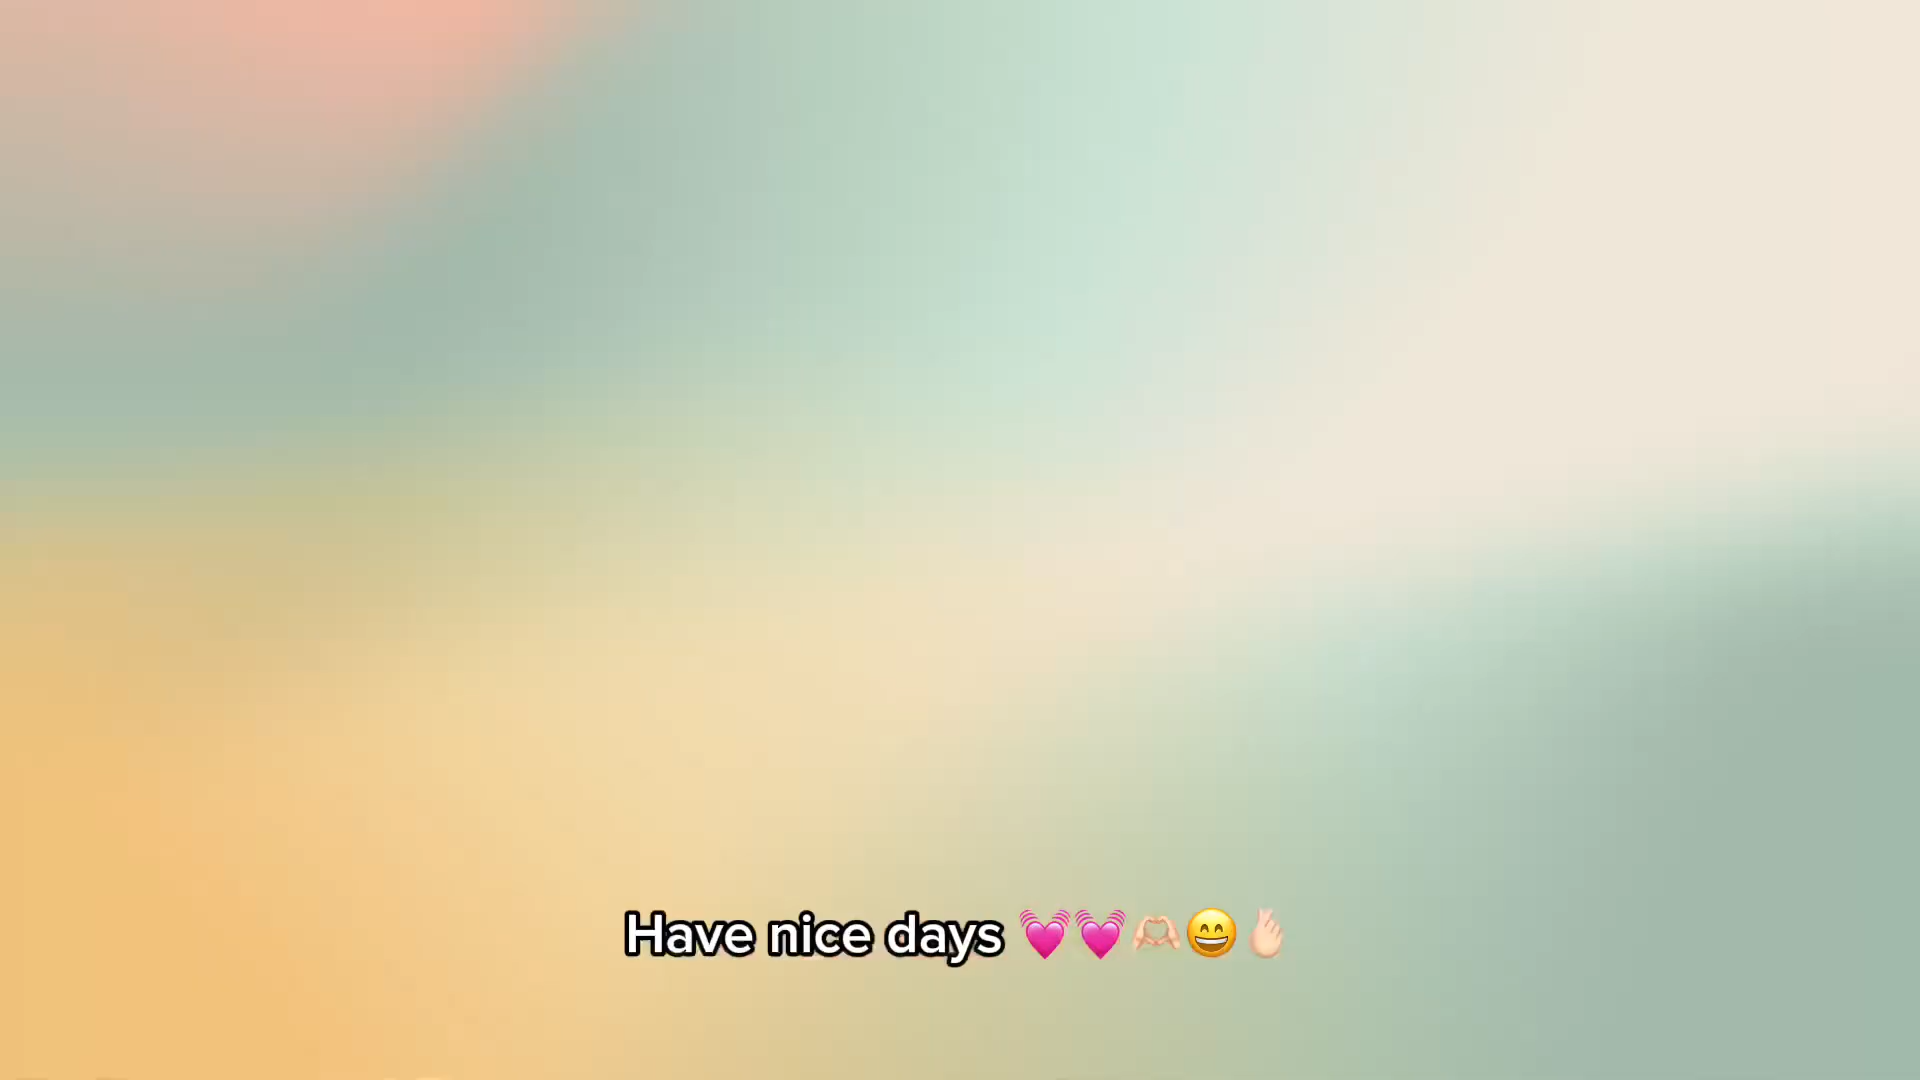 Have nice days 💓💓🫶🏻😄🫰🏻